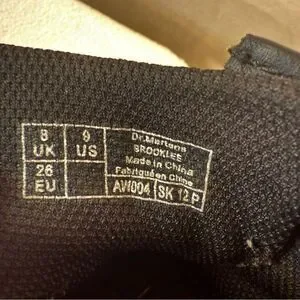 8 UK
9 US
26 EU
Dr.Martens
BROOKLEE
Made in China
Fabriqué en Chine
AW004
SK 12 P